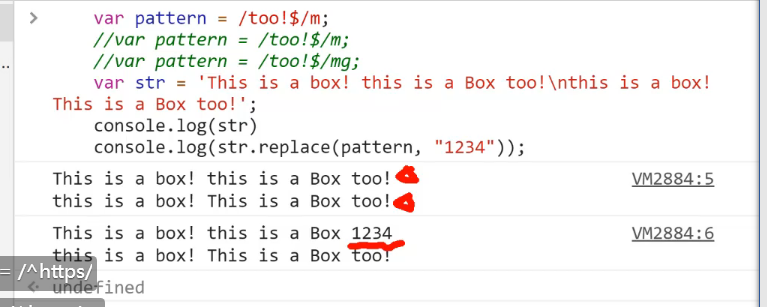 > var pattern = /too!$/m;
//var pattern = /too!$/m;
//var pattern = /too!$/mg;
var str = 'This is a box! this is a Box too!\nthis is a box!
This is a Box too!';
console.log(str)
console.log(str.replace(pattern, "1234"));
This is a box! this is a Box too! VM2884:5
this is a box! This is a Box too!
This is a box! this is a Box 1234 VM2884:6
this is a box! This is a Box too!
= /^https/
undefined